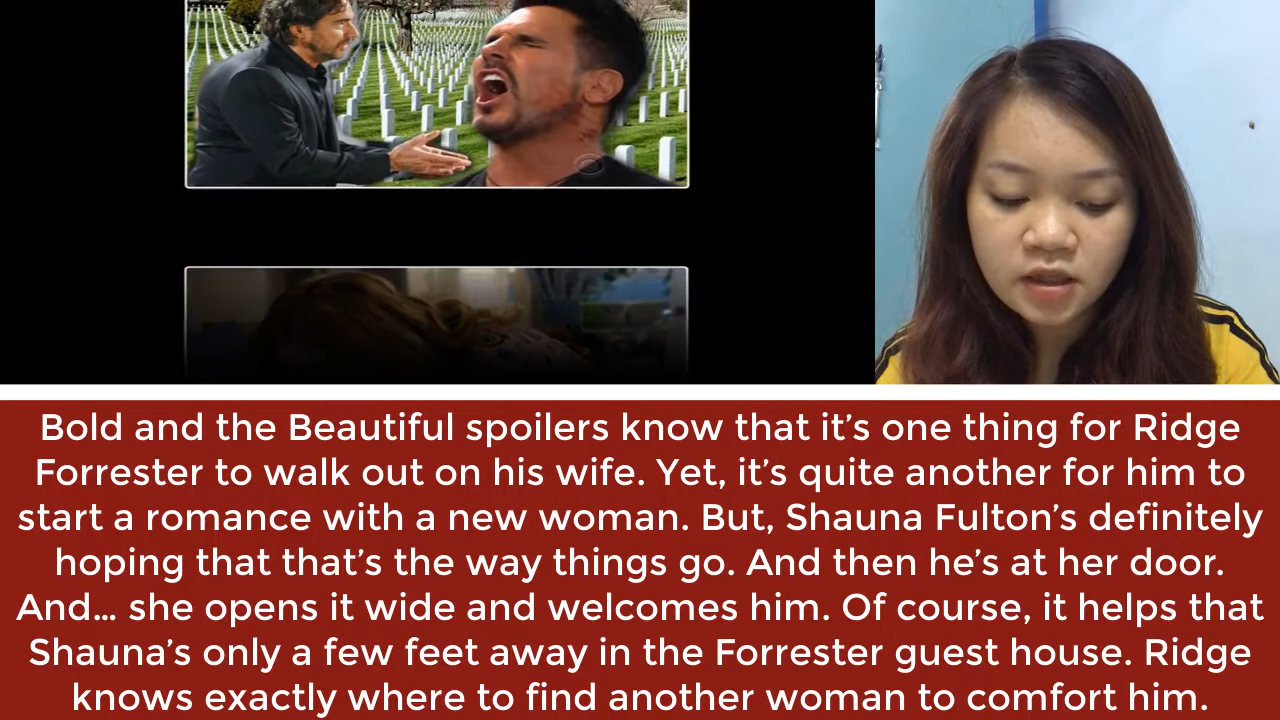 Bold and the Beautiful spoilers know that it’s one thing for Ridge
Forrester to walk out on his wife. Yet, it’s quite another for him to
start a romance with a new woman. But, Shauna Fulton’s definitely
hoping that that’s the way things go. And then he’s at her door.
And... she opens it wide and welcomes him. Of course, it helps that
Shauna’s only a few feet away in the Forrester guest house. Ridge
knows exactly where to find another woman to comfort him.